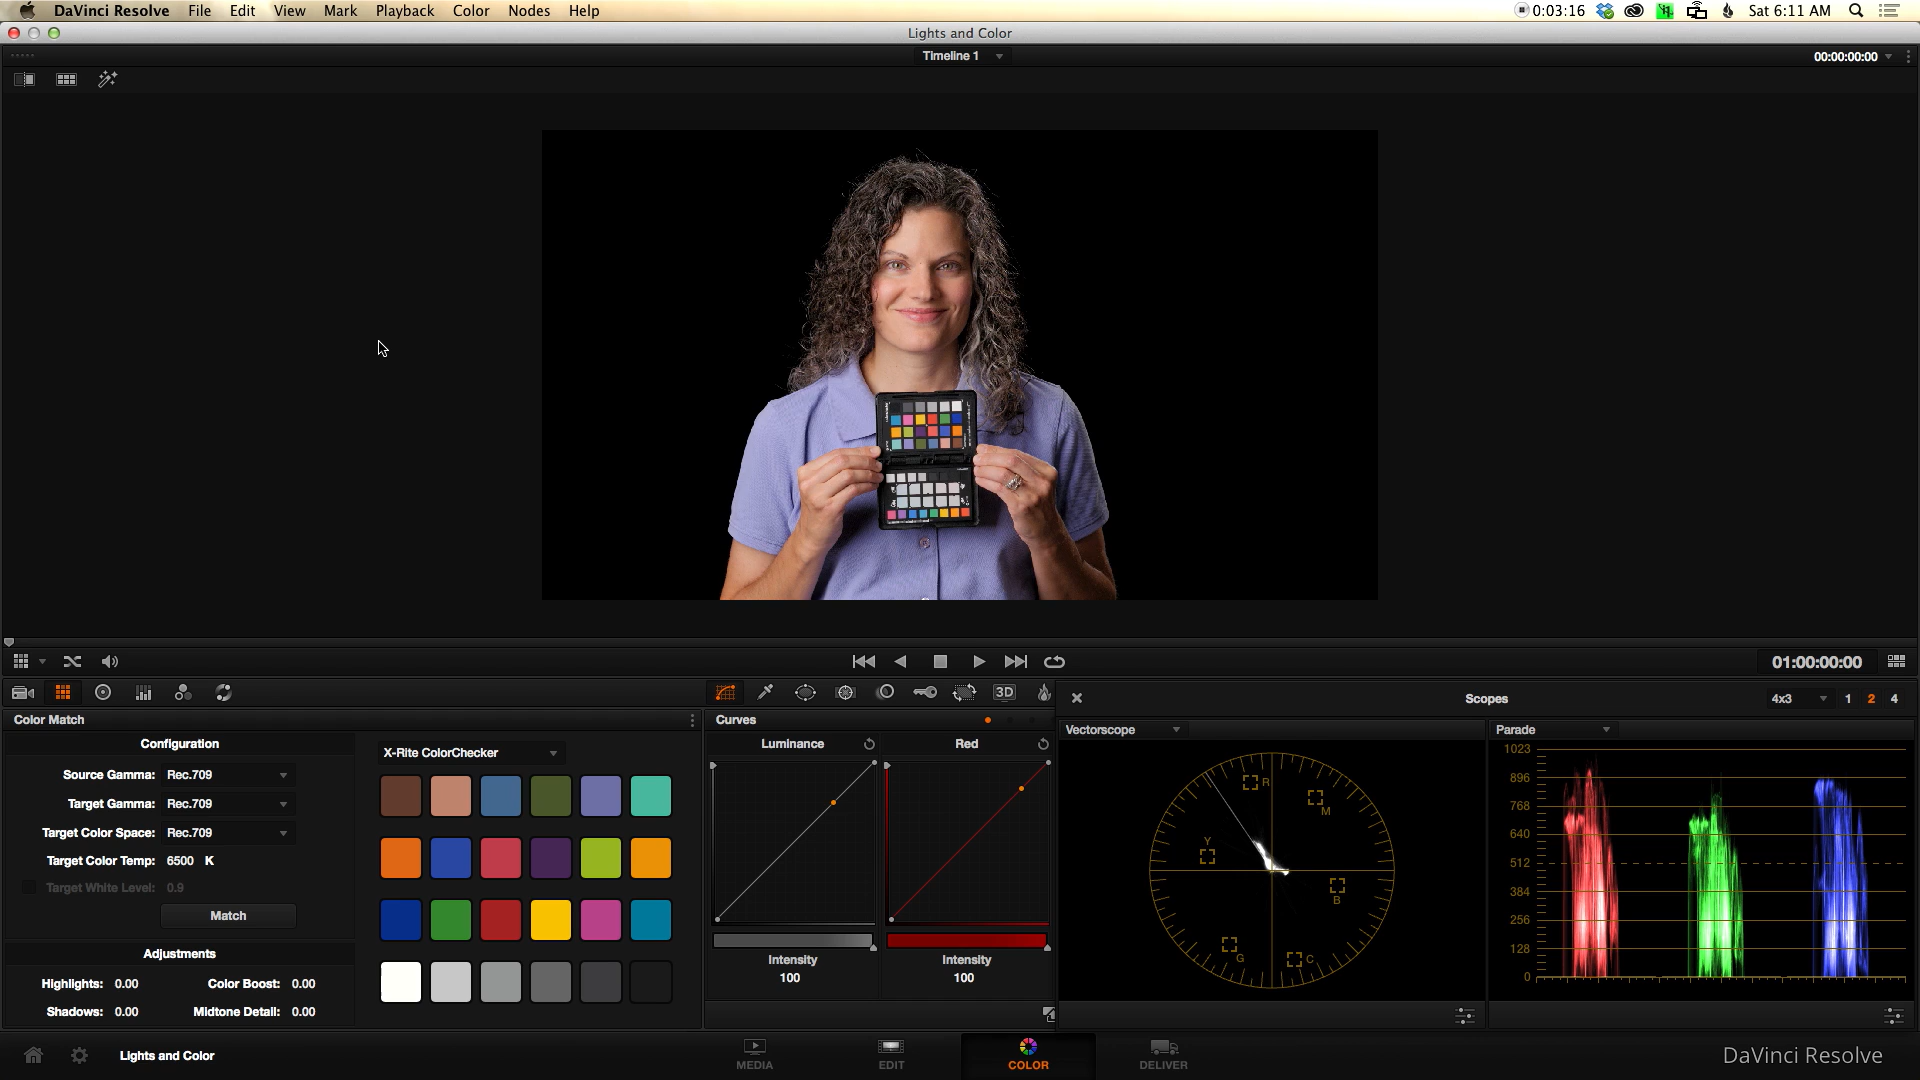 DaVinci Resolve File Edit View Mark Playback Color Nodes Help 0:03:16 Sat 6:11 AM
Lights and Color
Timeline 1 00:00:00:00
01:00:00:00
3D
Color Match
Configuration
Source Gamma: Rec.709
Target Gamma: Rec.709
Target Color Space: Rec.709
Target Color Temp: 6500 K
Target White Level: 0.9
Match
Adjustments
Highlights: 0.00 Color Boost: 0.00
Shadows: 0.00 Midtone Detail: 0.00
X-Rite ColorChecker
Curves
Luminance Red
Intensity Intensity
100 100
Scopes 4x3 1 2 4
Vectorscope
R
M
Y
B
G
C
Parade
1023
896
768
640
512
384
256
128
0
Lights and Color
MEDIA EDIT COLOR DELIVER
DaVinci Resolve